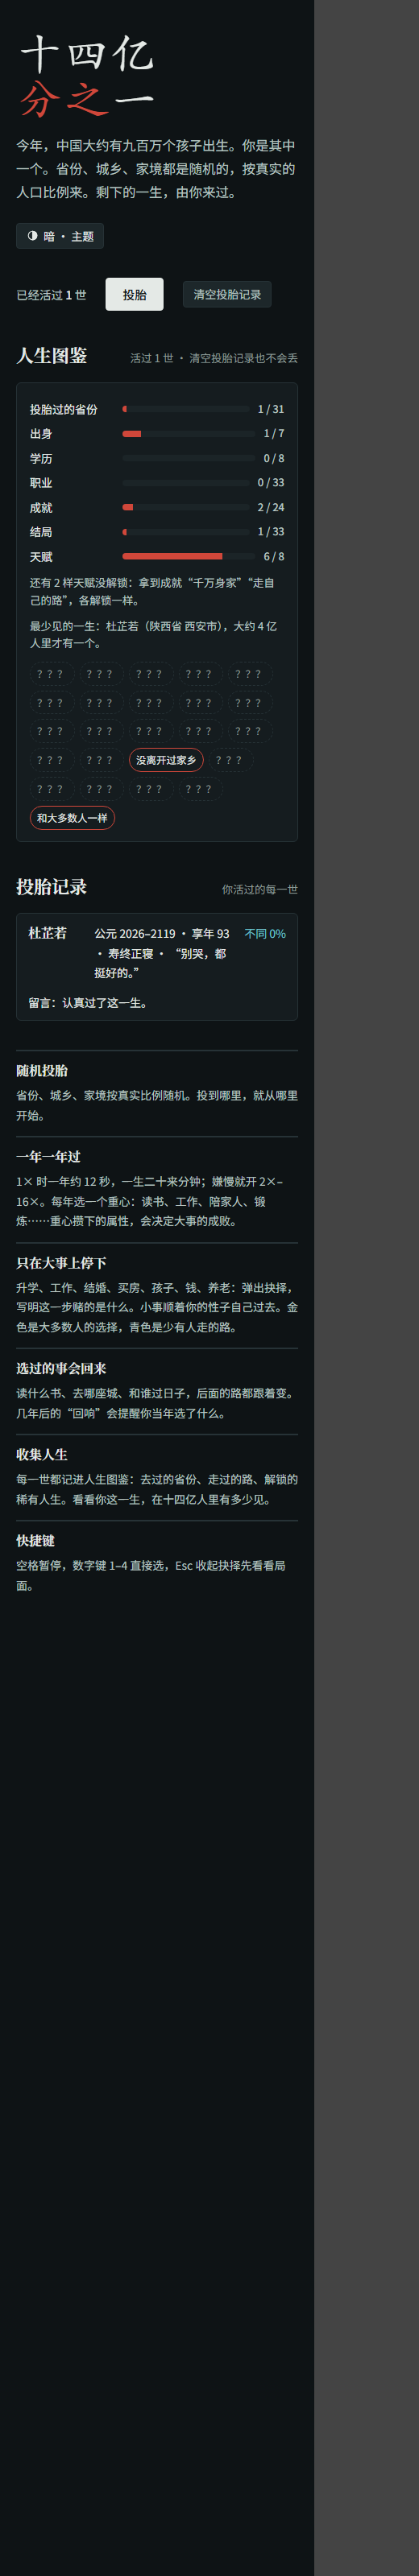 十四亿
分之一
今年，中国大约有九百万个孩子出生。你是其中
一个。省份、城乡、家境都是随机的，按真实的
人口比例来。剩下的一生，由你来过。
暗 · 主题
已经活过 1 世 投胎 清空投胎记录
人生图鉴 活过 1 世 · 清空投胎记录也不会丢
投胎过的省份 1 / 31
出身 1 / 7
学历 0 / 8
职业 0 / 33
成就 2 / 24
结局 1 / 33
天赋 6 / 8
还有 2 样天赋没解锁：拿到成就“千万身家”“走自
己的路”，各解锁一样。
最少见的一生：杜芷若（陕西省 西安市），大约 4 亿
人里才有一个。
？？？ ？？？ ？？？ ？？？ ？？？
？？？ ？？？ ？？？ ？？？ ？？？
？？？ ？？？ ？？？ ？？？ ？？？
？？？ ？？？ 没离开过家乡 ？？？
？？？ ？？？ ？？？ ？？？
和大多数人一样
投胎记录 你活过的每一世
杜芷若 公元 2026–2119 · 享年 93 不同 0%
· 寿终正寝 · “别哭，都
挺好的。”
留言：认真过了这一生。
随机投胎
省份、城乡、家境按真实比例随机。投到哪里，就从哪里
开始。
一年一年过
1× 时一年约 12 秒，一生二十来分钟；嫌慢就开 2×–
16×。每年选一个重心：读书、工作、陪家人、锻
炼……重心攒下的属性，会决定大事的成败。
只在大事上停下
升学、工作、结婚、买房、孩子、钱、养老：弹出抉择，
写明这一步赌的是什么。小事顺着你的性子自己过去。金
色是大多数人的选择，青色是少有人走的路。
选过的事会回来
读什么书、去哪座城、和谁过日子，后面的路都跟着变。
几年后的“回响”会提醒你当年选了什么。
收集人生
每一世都记进人生图鉴：去过的省份、走过的路、解锁的
稀有人生。看看你这一生，在十四亿人里有多少见。
快捷键
空格暂停，数字键 1–4 直接选，Esc 收起抉择先看看局
面。